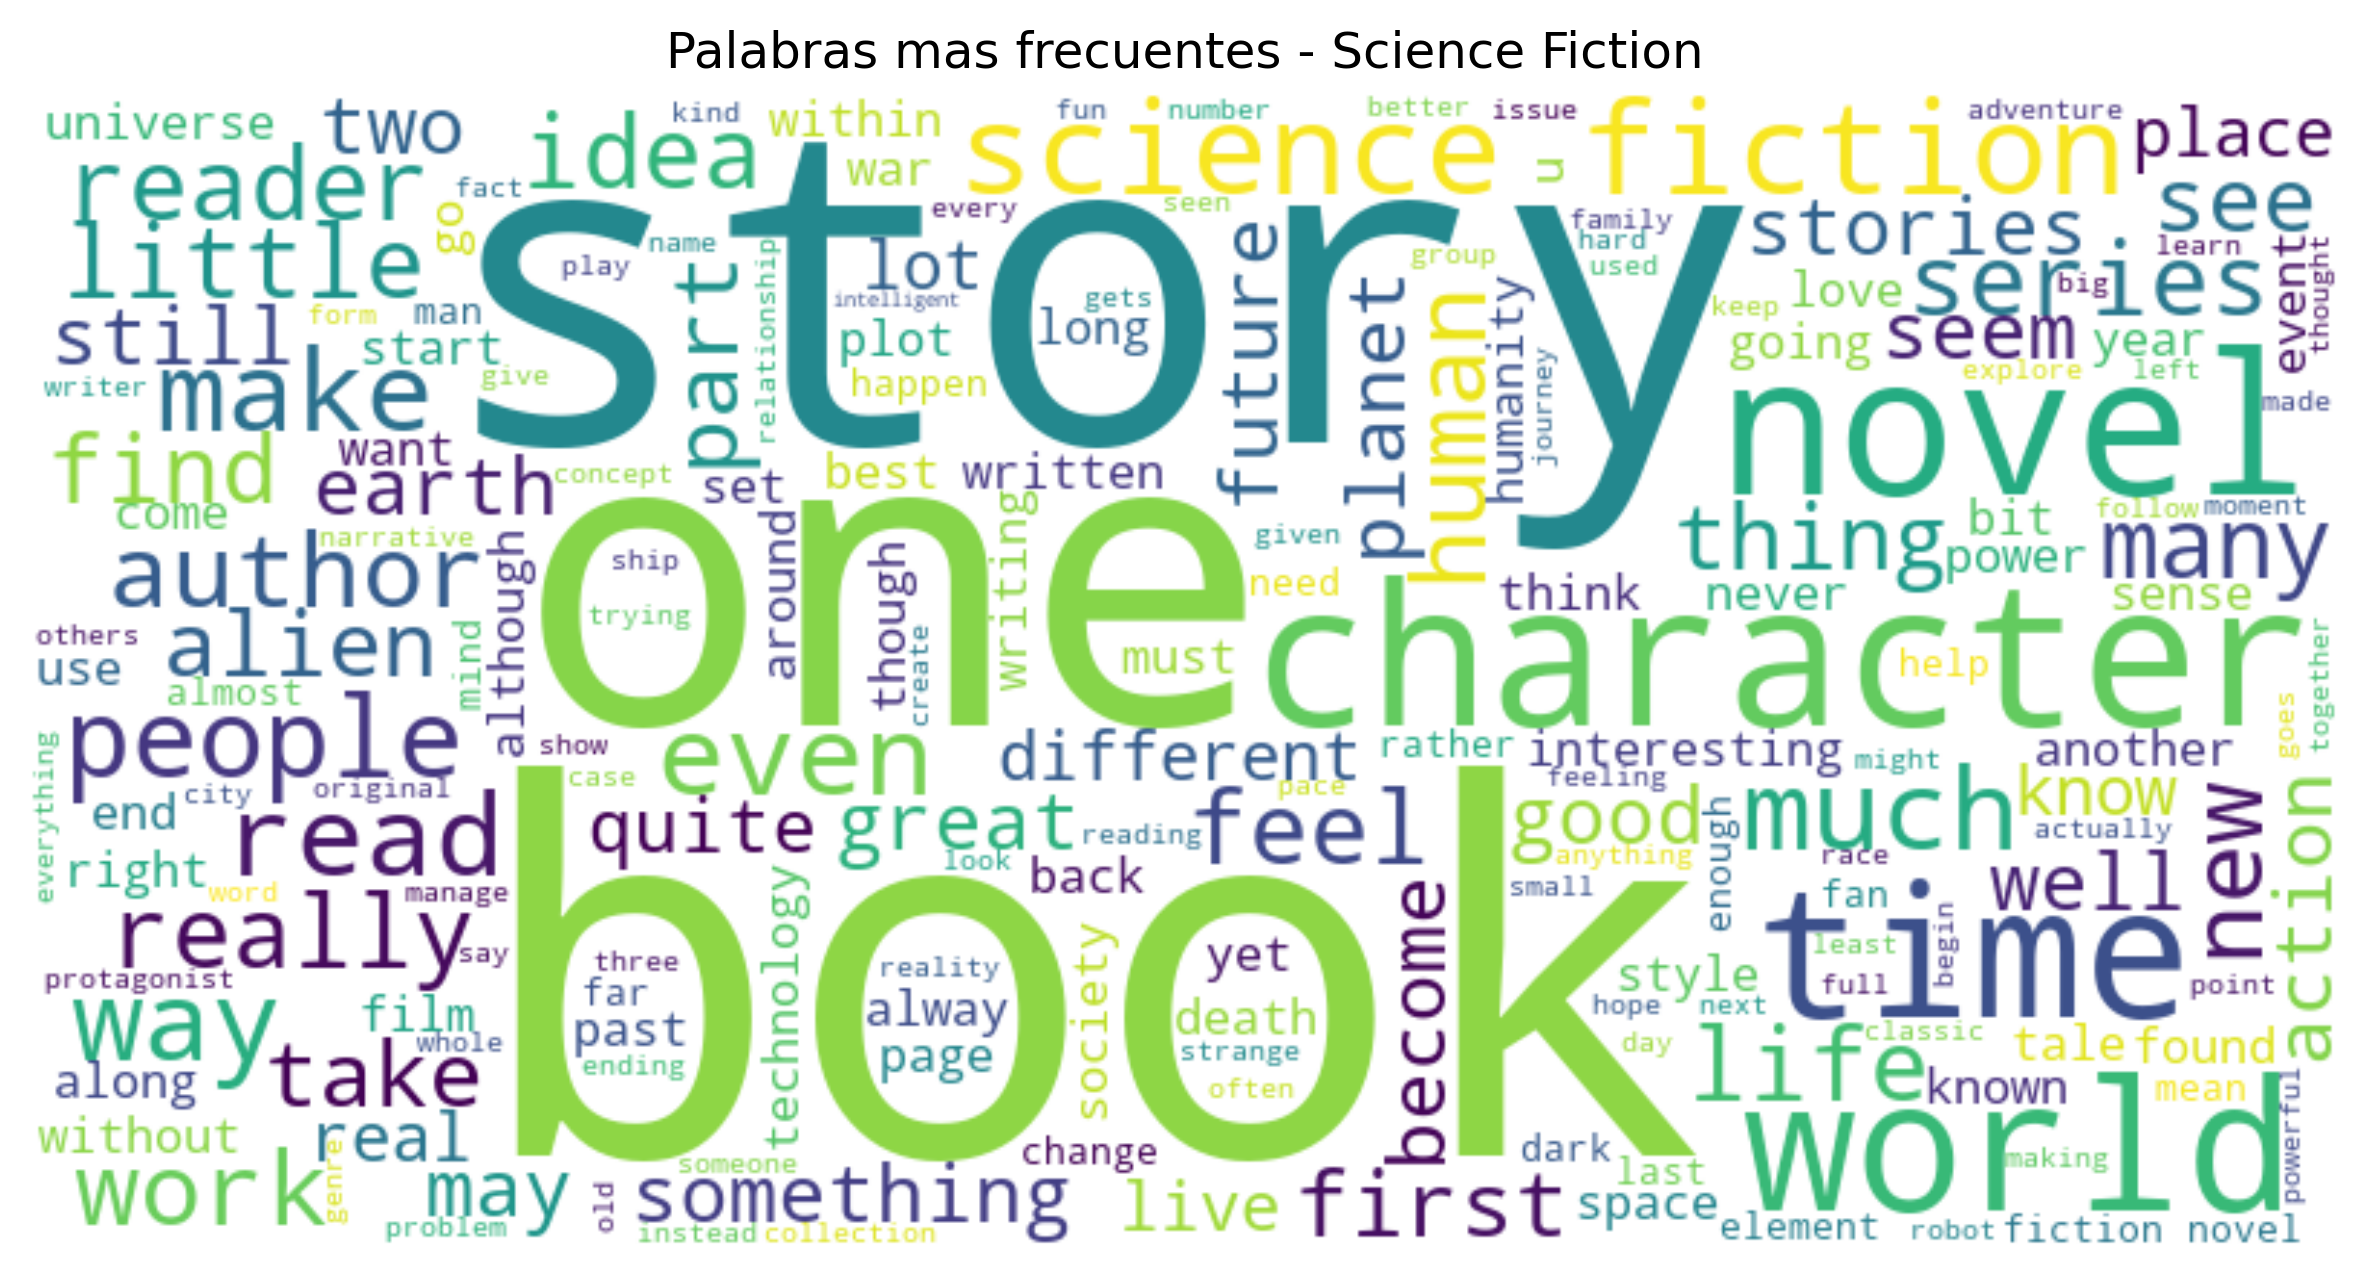 Palabras mas frecuentes - Science Fiction
universe two idea kind within science fun number better issue fiction adventure place
reader fact war u see
little go story name every seen family stories series learn
play part relationship lot future planet human group humanity hard used love big event thought
still form man intelligent gets keep
start plot long journey going seem year
writer make give happen explore left made
find want concept best written novel
earth set
come narrative writing given thing bit follow moment
author although one ship around though need think never power many
others alien mind trying create must character help sense together
use almost
people show even different rather interesting feeling might another goes
everything city original case pace
end read quite great reading feel good enough much know actually new action
right look back anything race
word manage small fan well
really say book technology society become time least begin
protagonist three reality yet style full point
way film far alway death hope next
whole past page strange day life classic tale found
along take ending often known mean powerful
without real change dark making world
work genre may someone last
old something live first space
problem instead collection element robot fiction novel